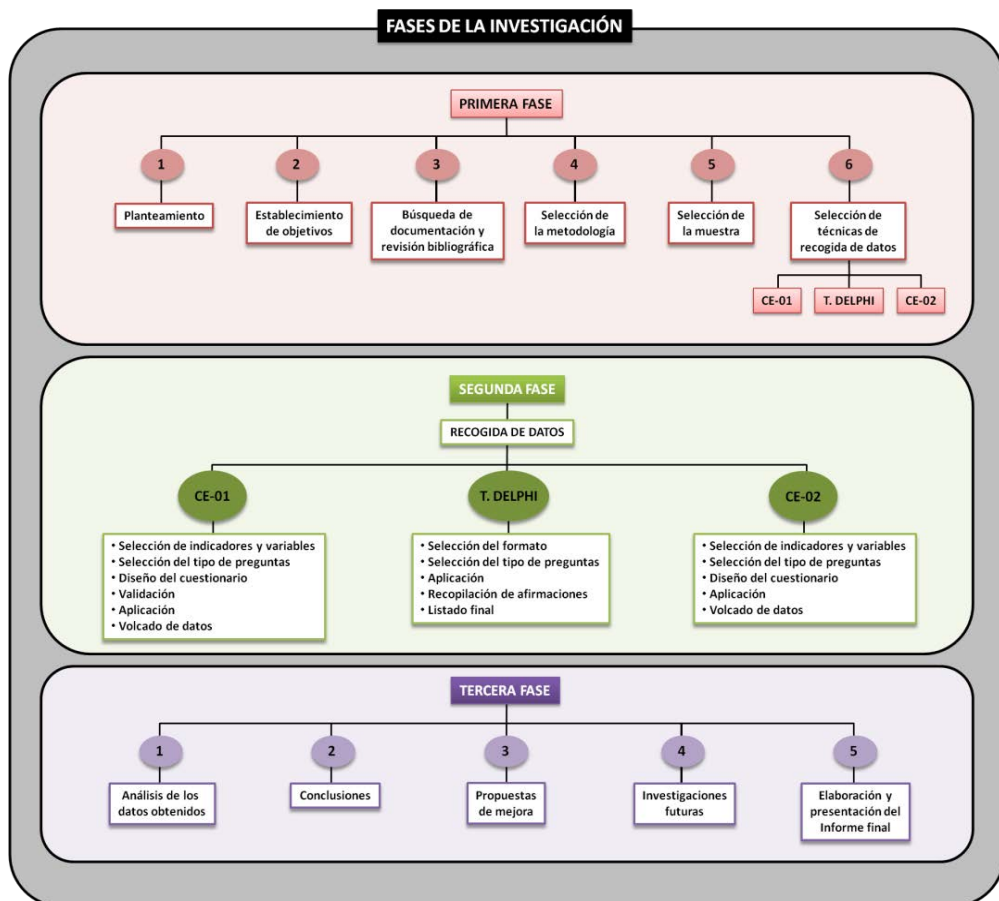 FASES DE LA INVESTIGACIÓN
PRIMERA FASE
1
2
3
4
5
6
Planteamiento
Establecimiento
de objetivos
Búsqueda de
documentación y
revisión bibliográfica
Selección de
la metodología
Selección de
la muestra
Selección de
técnicas de
recogida de datos
CE-01
T. DELPHI
CE-02
SEGUNDA FASE
RECOGIDA DE DATOS
CE-01
• Selección de indicadores y variables
• Selección del tipo de preguntas
• Diseño del cuestionario
• Validación
• Aplicación
• Volcado de datos
T. DELPHI
• Selección del formato
• Selección del tipo de preguntas
• Aplicación
• Recopilación de afirmaciones
• Listado final
CE-02
• Selección de indicadores y variables
• Selección del tipo de preguntas
• Diseño del cuestionario
• Aplicación
• Volcado de datos
TERCERA FASE
1
2
3
4
5
Análisis de los
datos obtenidos
Conclusiones
Propuestas
de mejora
Investigaciones
futuras
Elaboración y
presentación del
Informe final